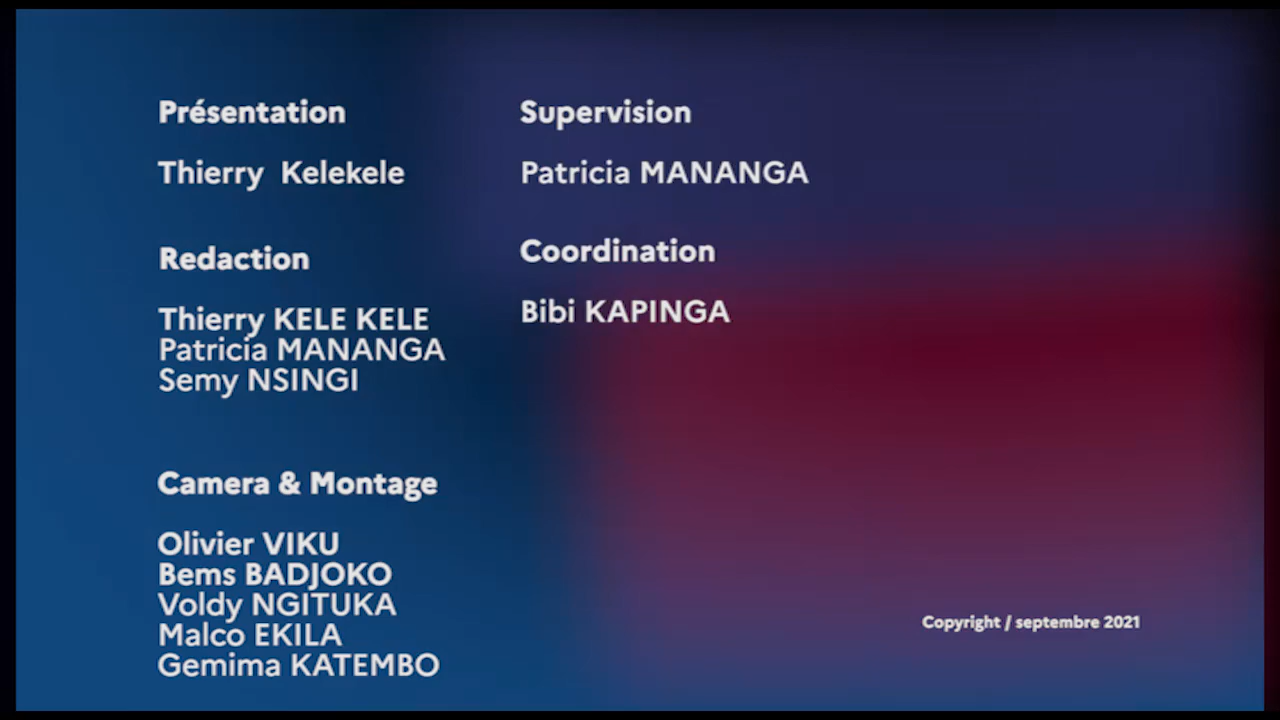 Présentation
Thierry Kelekele
Redaction
Thierry KELE KELE
Patricia MANANGA
Semy NSINGI
Camera & Montage
Olivier VIKU
Bems BADJOKO
Voldy NGITUKA
Malco EKILA
Gemima KATEMBO
Supervision
Patricia MANANGA
Coordination
Bibi KAPINGA
Copyright / septembre 2021